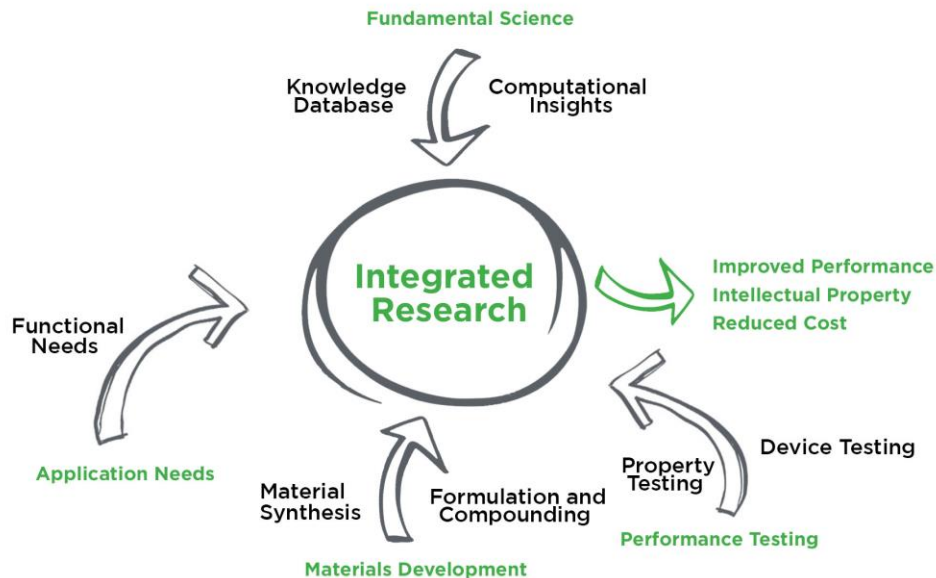 Fundamental Science
Knowledge
Database
Computational
Insights
Integrated
Research
Improved Performance
Intellectual Property
Reduced Cost
Functional
Needs
Application Needs
Material
Synthesis
Formulation and
Compounding
Materials Development
Property
Testing
Device Testing
Performance Testing